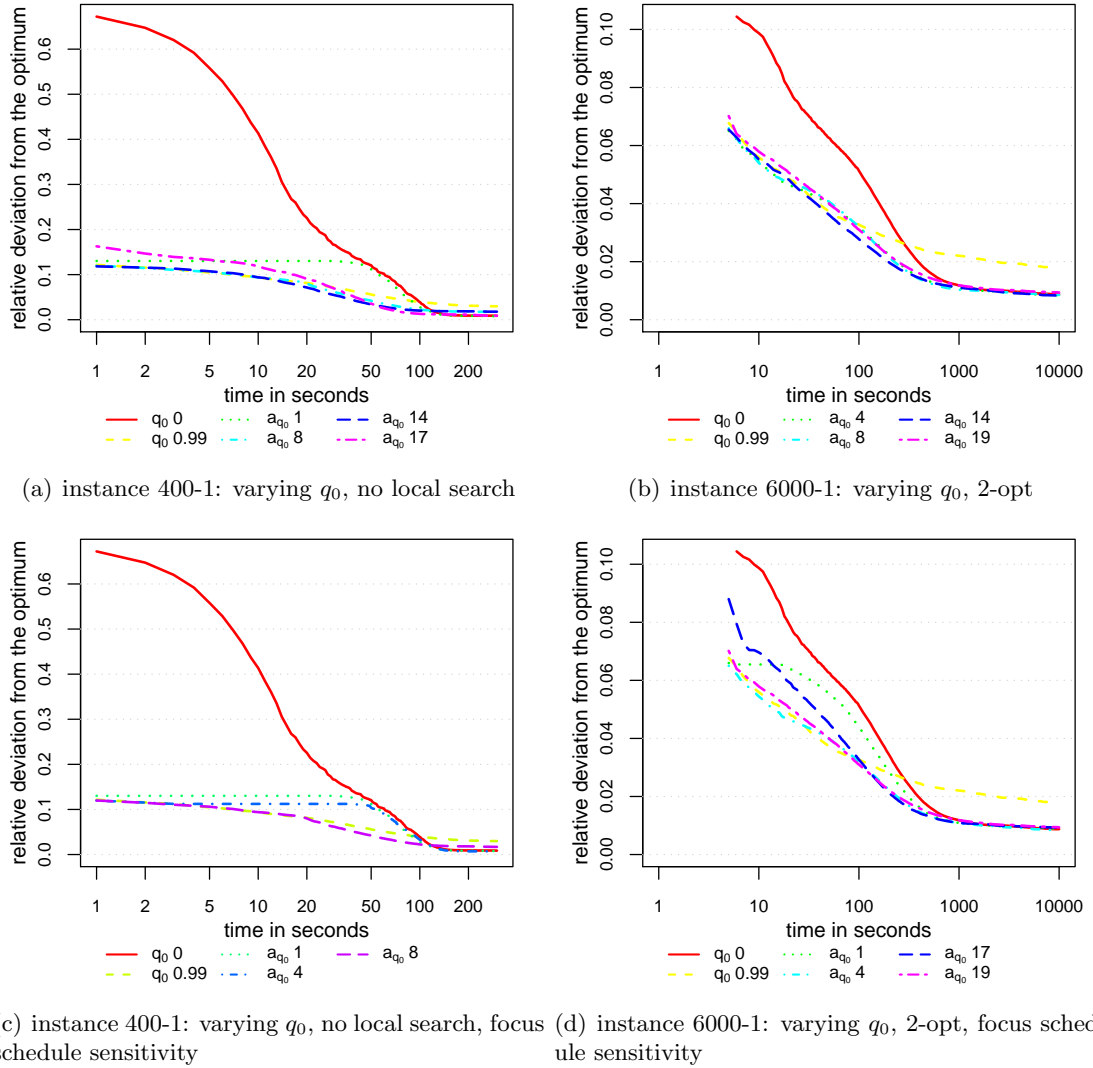 relative deviation from the optimum
0.0 0.1 0.2 0.3 0.4 0.5 0.6
1 2 5 10 20 50 100 200
time in seconds
q0 0 aq0 1 aq0 14
q0 0.99 aq0 8 aq0 17
(a) instance 400-1: varying q0, no local search
relative deviation from the optimum
0.00 0.02 0.04 0.06 0.08 0.10
1 10 100 1000 10000
time in seconds
q0 0 aq0 4 aq0 14
q0 0.99 aq0 8 aq0 19
(b) instance 6000-1: varying q0, 2-opt
relative deviation from the optimum
0.0 0.1 0.2 0.3 0.4 0.5 0.6
1 2 5 10 20 50 100 200
time in seconds
q0 0 aq0 1 aq0 8
q0 0.99 aq0 4
c) instance 400-1: varying q0, no local search, focus
schedule sensitivity
relative deviation from the optimum
0.00 0.02 0.04 0.06 0.08 0.10
1 10 100 1000 10000
time in seconds
q0 0 aq0 1 aq0 17
q0 0.99 aq0 4 aq0 19
(d) instance 6000-1: varying q0, 2-opt, focus sched
ule sensitivity